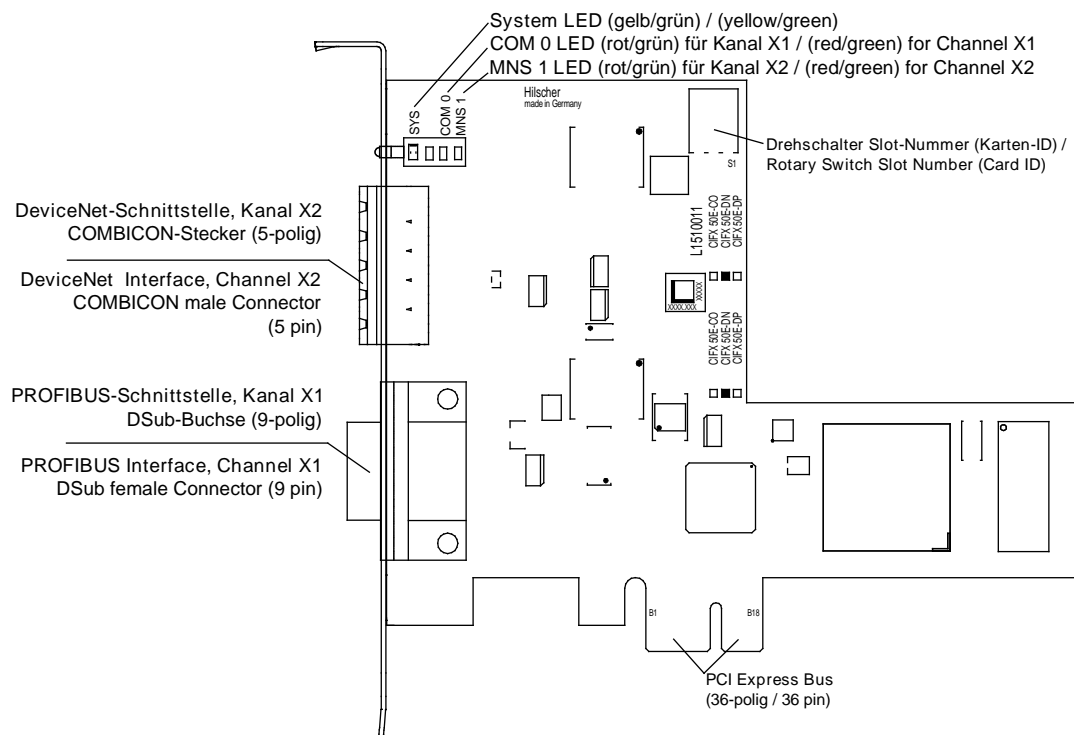 System LED (gelb/grün) / (yellow/green)
COM 0 LED (rot/grün) für Kanal X1 / (red/green) for Channel X1
MNS 1 LED (rot/grün) für Kanal X2 / (red/green) for Channel X2
SYS
COM 0
MNS 1
Hilscher
made in Germany
S1
Drehschalter Slot-Nummer (Karten-ID) /
Rotary Switch Slot Number (Card ID)
DeviceNet-Schnittstelle, Kanal X2
COMBICON-Stecker (5-polig)
DeviceNet Interface, Channel X2
COMBICON male Connector
(5 pin)
L1510011
CIFX 50E-CO
CIFX 50E-DN
CIFX 50E-DP
XXXX XXX
XXXXX
CIFX 50E-CO
CIFX 50E-DN
CIFX 50E-DP
PROFIBUS-Schnittstelle, Kanal X1
DSub-Buchse (9-polig)
PROFIBUS Interface, Channel X1
DSub female Connector (9 pin)
B1
B18
PCI Express Bus
(36-polig / 36 pin)